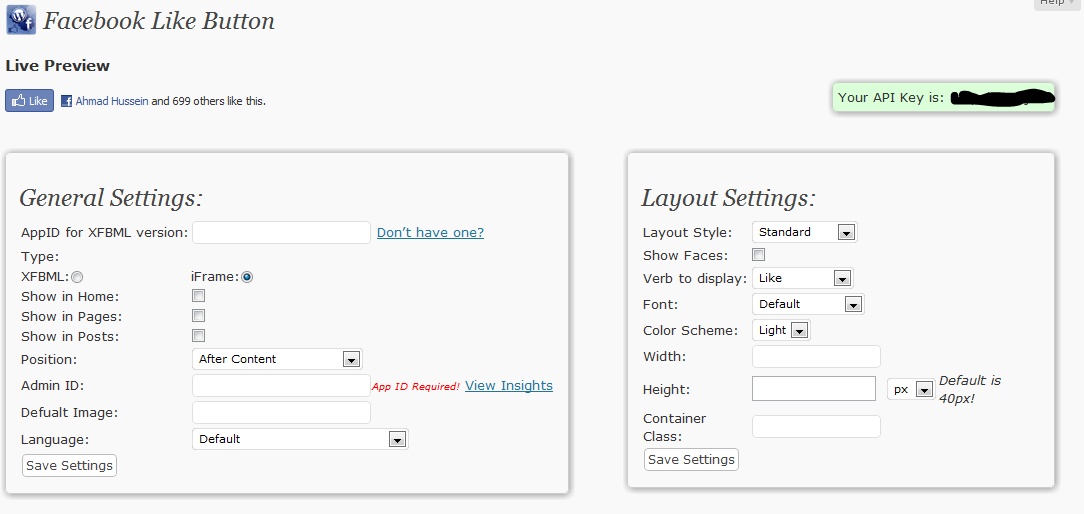 Help
Facebook Like Button
Live Preview
Like Ahmad Hussein and 699 others like this.
Your API Key is:
General Settings:
AppID for XFBML version: Don't have one?
Type:
XFBML: iFrame:
Show in Home:
Show in Pages:
Show in Posts:
Position: After Content
Admin ID: App ID Required! View Insights
Defualt Image:
Language: Default
Save Settings
Layout Settings:
Layout Style: Standard
Show Faces:
Verb to display: Like
Font: Default
Color Scheme: Light
Width:
Height: px Default is
40px!
Container
Class:
Save Settings